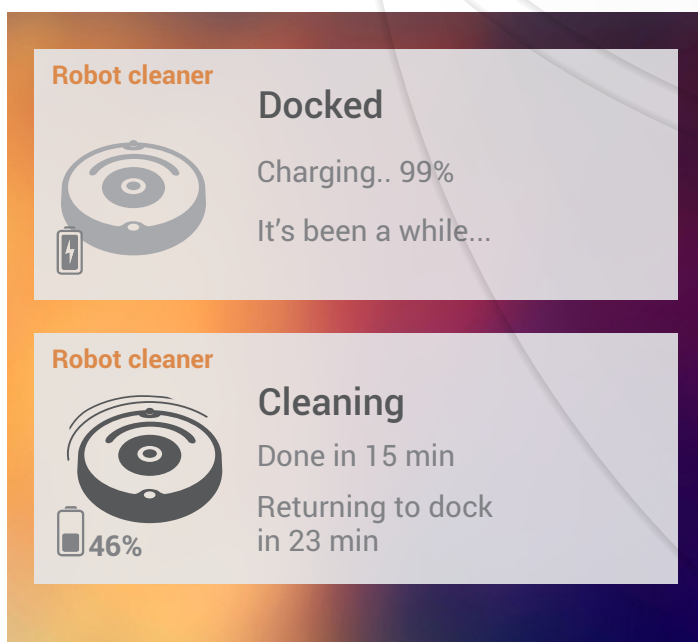 Robot cleaner
Docked
Charging.. 99%
It’s been a while...
Robot cleaner
Cleaning
Done in 15 min
Returning to dock
in 23 min
46%